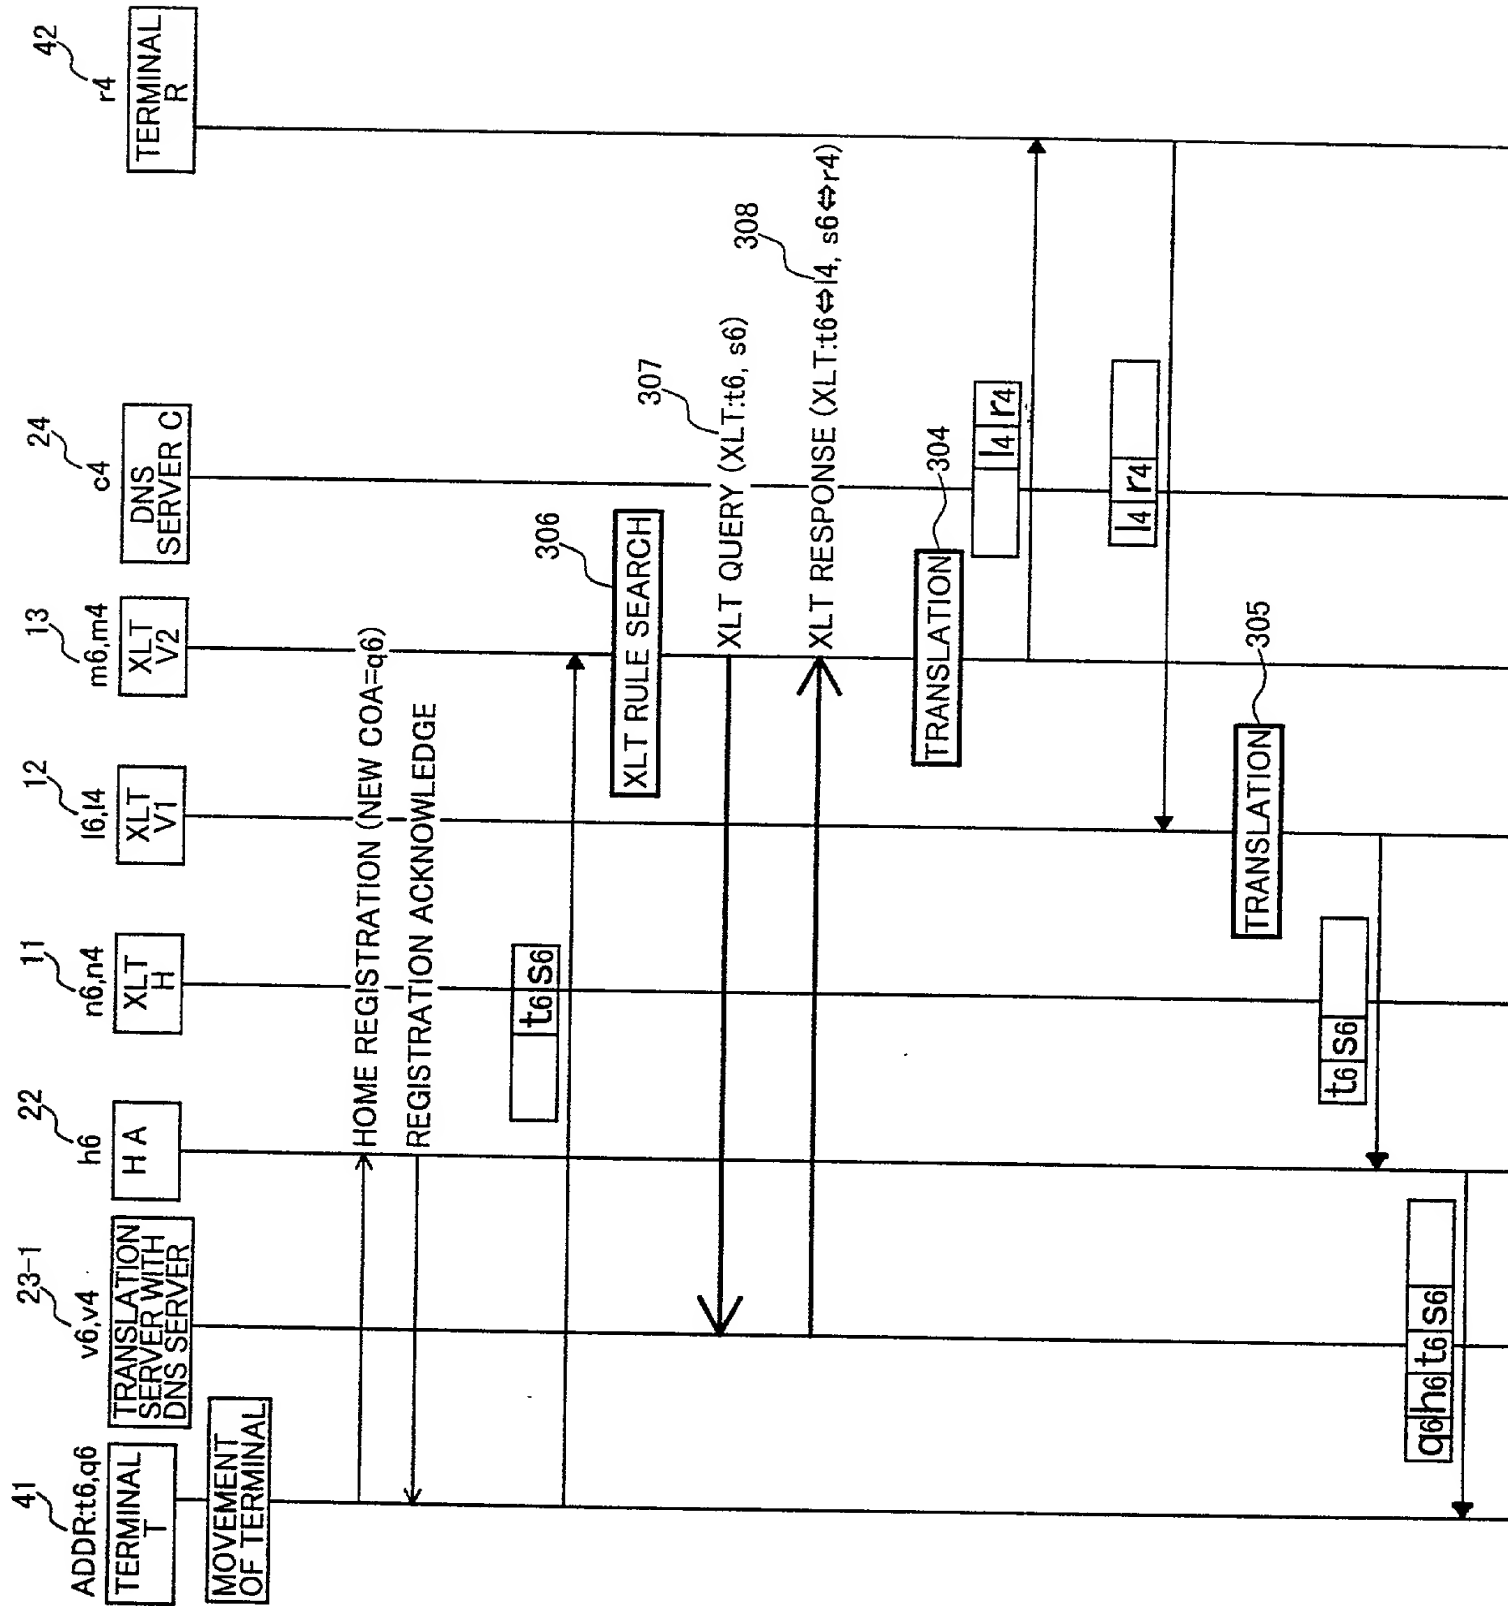 41
ADDR:t6,q6
TERMINAL
T
MOVEMENT
OF TERMINAL
23-1
v6,v4
TRANSLATION
SERVER WITH
DNS SERVER
22
h6
H A
11
n6,n4
XLT
H
12
l6,l4
XLT
V1
13
m6,m4
XLT
V2
24
c4
DNS
SERVER C
42
r4
TERMINAL
R
HOME REGISTRATION (NEW COA=q6)
REGISTRATION ACKNOWLEDGE
t6 s6
306
XLT RULE SEARCH
307
XLT QUERY (XLT:t6, s6)
308
XLT RESPONSE (XLT:t6⇔l4, s6⇔r4)
304
TRANSLATION
l4 r4
l4 r4
305
TRANSLATION
t6 s6
q6 h6 t6 s6